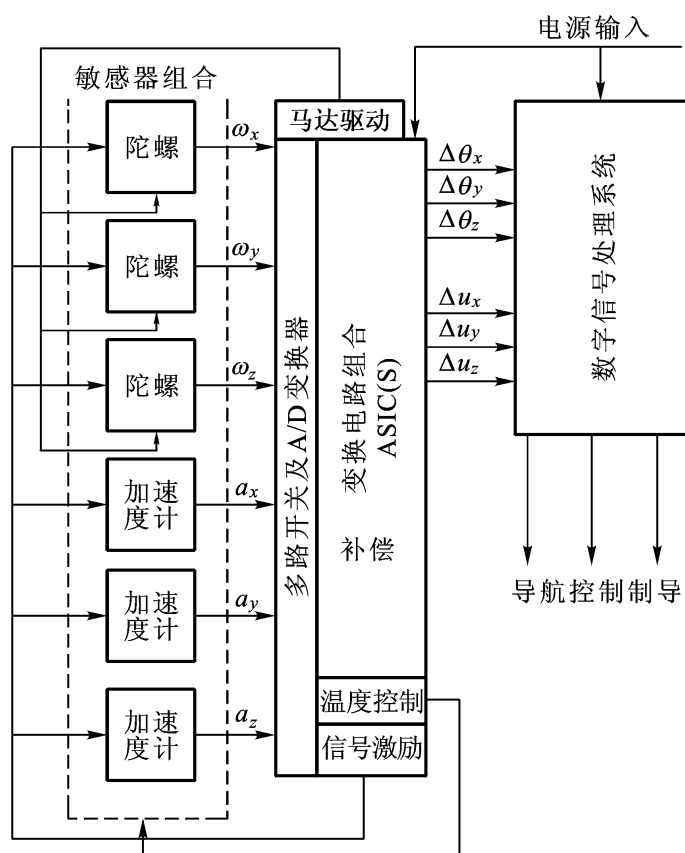 电源输入
敏感器组合
马达驱动
陀螺
ωx
陀螺
ωy
陀螺
ωz
加速
度计
ax
加速
度计
ay
加速
度计
az
多路开关及A/D变换器
变换电路组合
ASIC(S)
补偿
温度控制
信号激励
Δθx
Δθy
Δθz
Δux
Δuy
Δuz
数字信号处理系统
导航控制制导